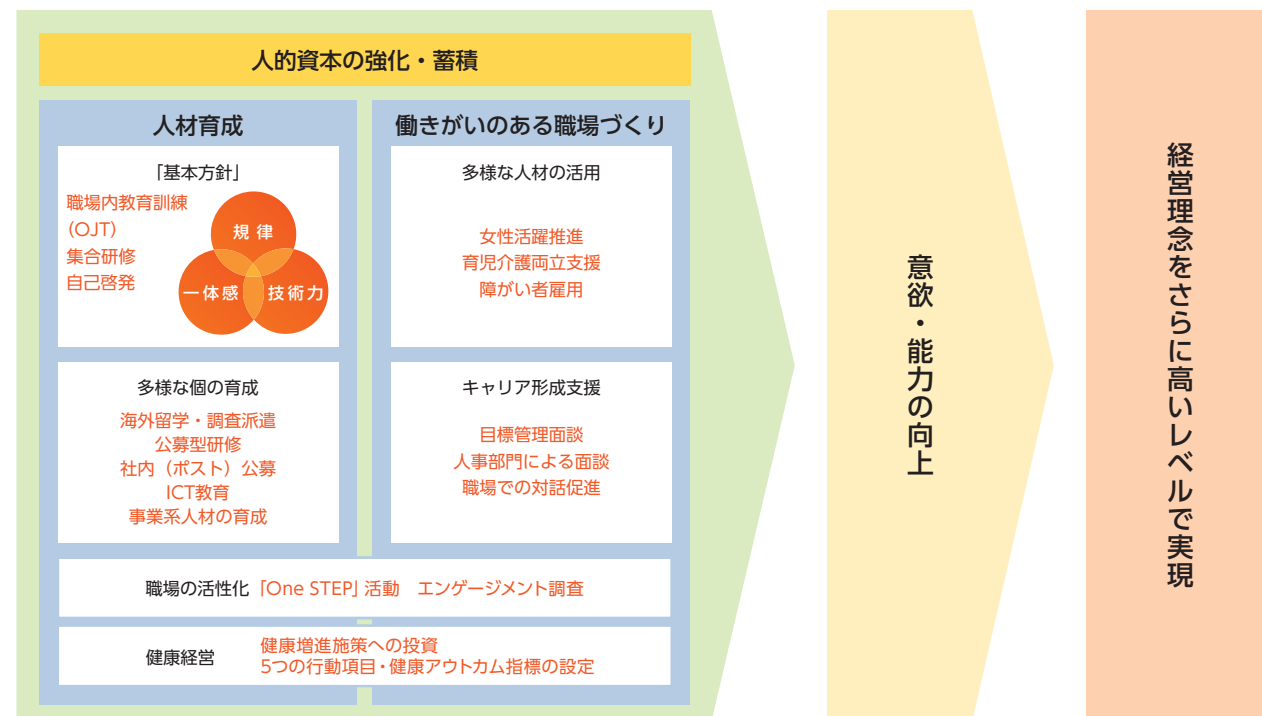 人的資本の強化・蓄積
人材育成
「基本方針」
職場内教育訓練
(OJT)
集合研修
自己啓発
規律
一体感
技術力
多様な個の育成
海外留学・調査派遣
公募型研修
社内（ポスト）公募
ICT教育
事業系人材の育成
働きがいのある職場づくり
多様な人材の活用
女性活躍推進
育児介護両立支援
障がい者雇用
キャリア形成支援
目標管理面談
人事部門による面談
職場での対話促進
職場の活性化 「One STEP」活動　エンゲージメント調査
健康経営
健康増進施策への投資
5つの行動項目・健康アウトカム指標の設定
意欲・能力の向上
経営理念をさらに高いレベルで実現